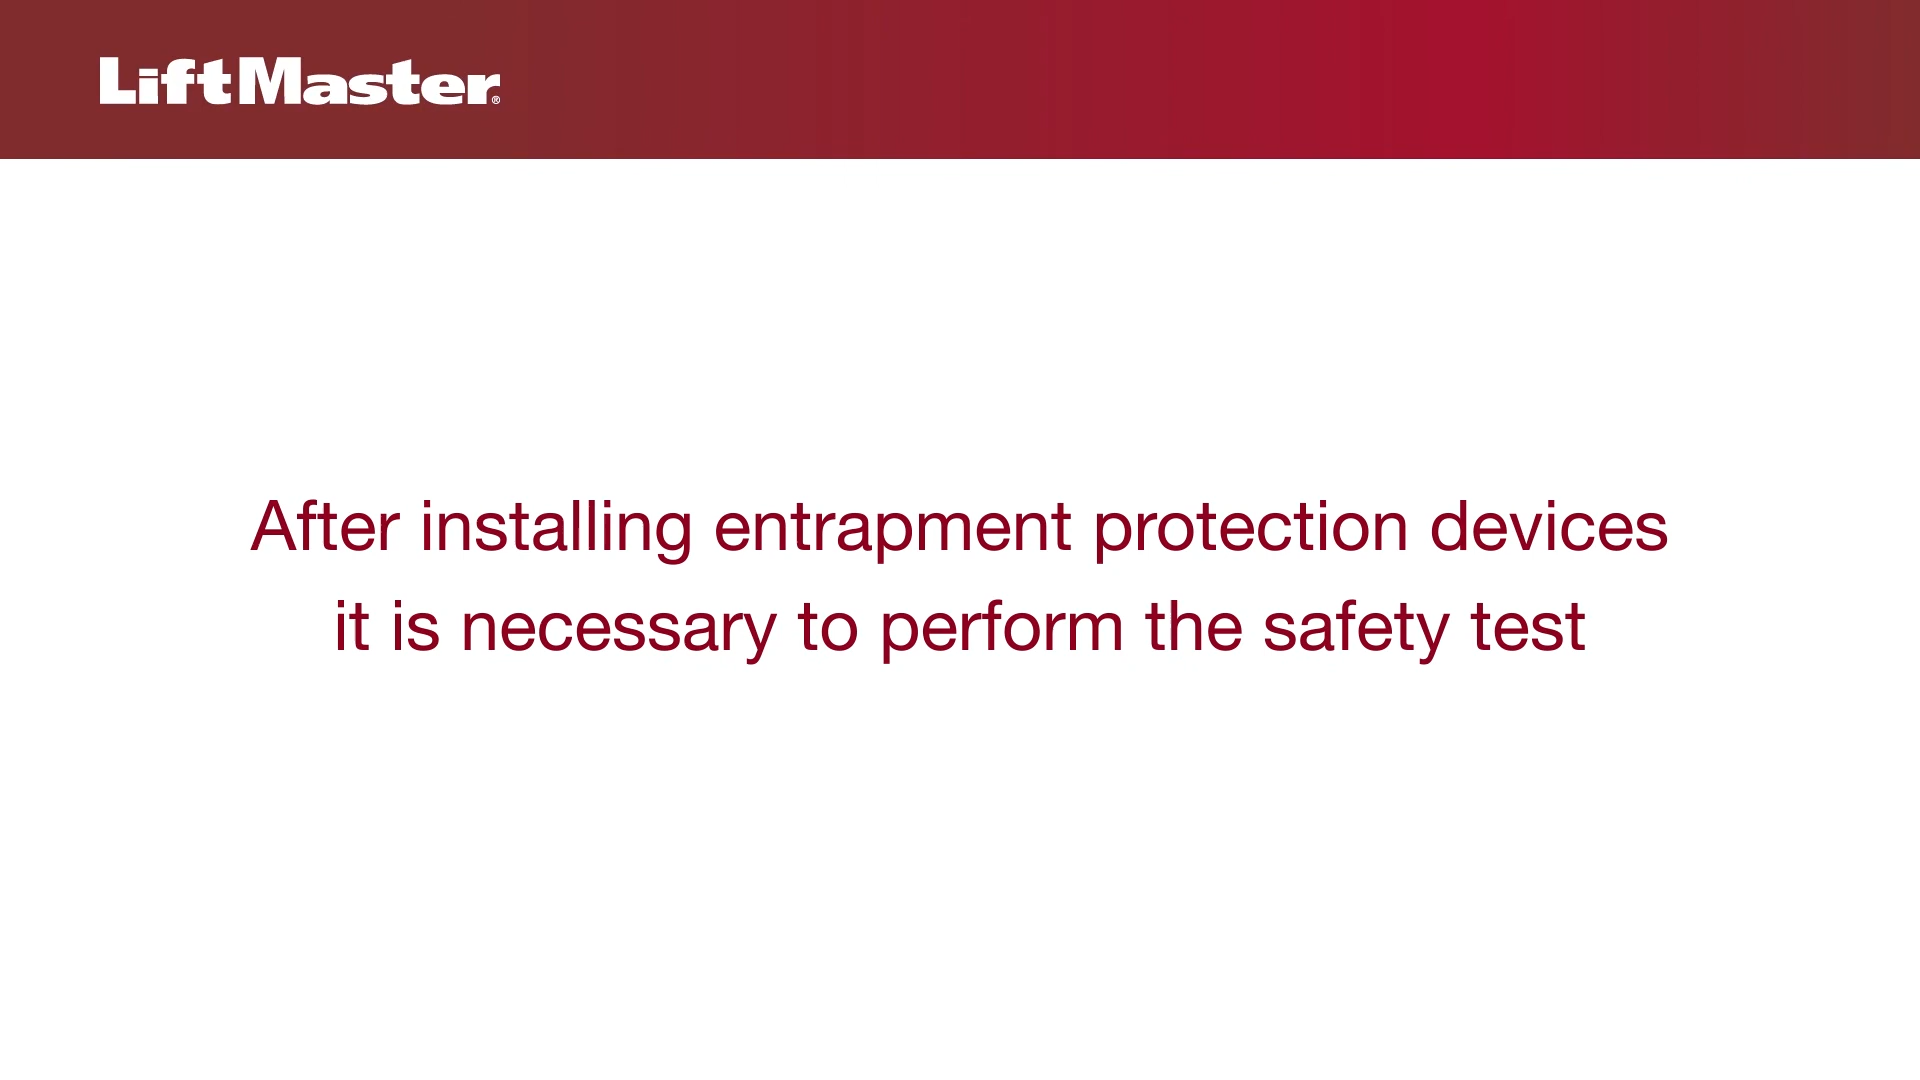 LiftMaster®
After installing entrapment protection devices
it is necessary to perform the safety test